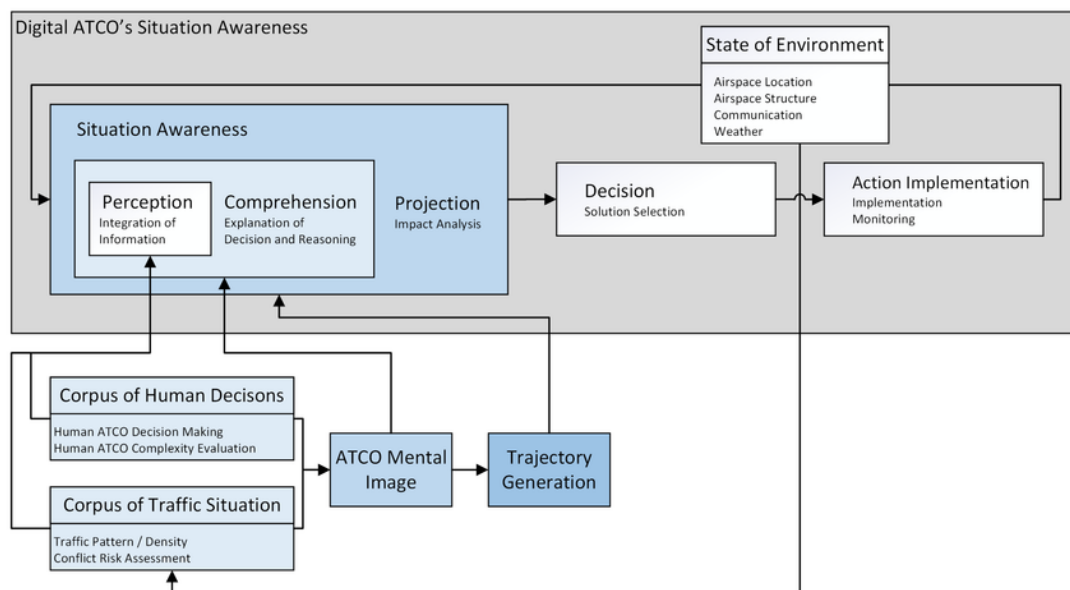 Digital ATCO's Situation Awareness
State of Environment
Airspace Location
Airspace Structure
Communication
Weather
Situation Awareness
Perception
Integration of
Information
Comprehension
Explanation of
Decision and Reasoning
Projection
Impact Analysis
Decision
Solution Selection
Action Implementation
Implementation
Monitoring
Corpus of Human Decisons
Human ATCO Decision Making
Human ATCO Complexity Evaluation
ATCO Mental
Image
Trajectory
Generation
Corpus of Traffic Situation
Traffic Pattern / Density
Conflict Risk Assessment